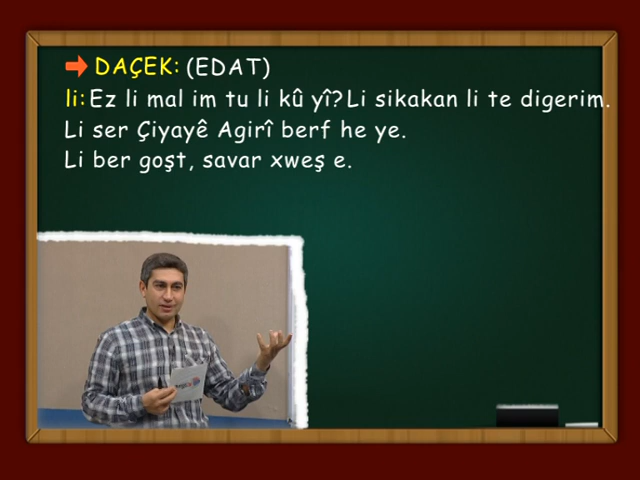 DAÇEK: (EDAT)
li: Ez li mal im tu li kû yî? Li sikakan li te digerim.
Li ser Çiyayê Agirî berf he ye.
Li ber goşt, savar xweş e.